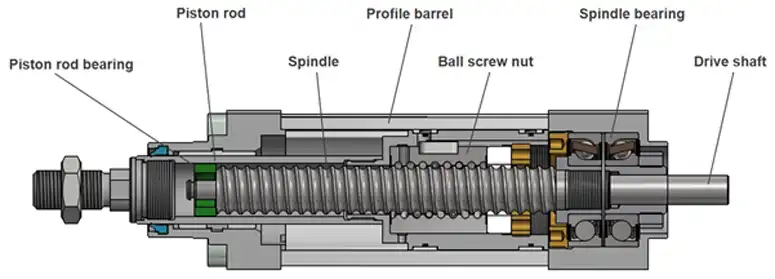 Piston rod
Profile barrel
Spindle bearing
Piston rod bearing
Spindle
Ball screw nut
Drive shaft